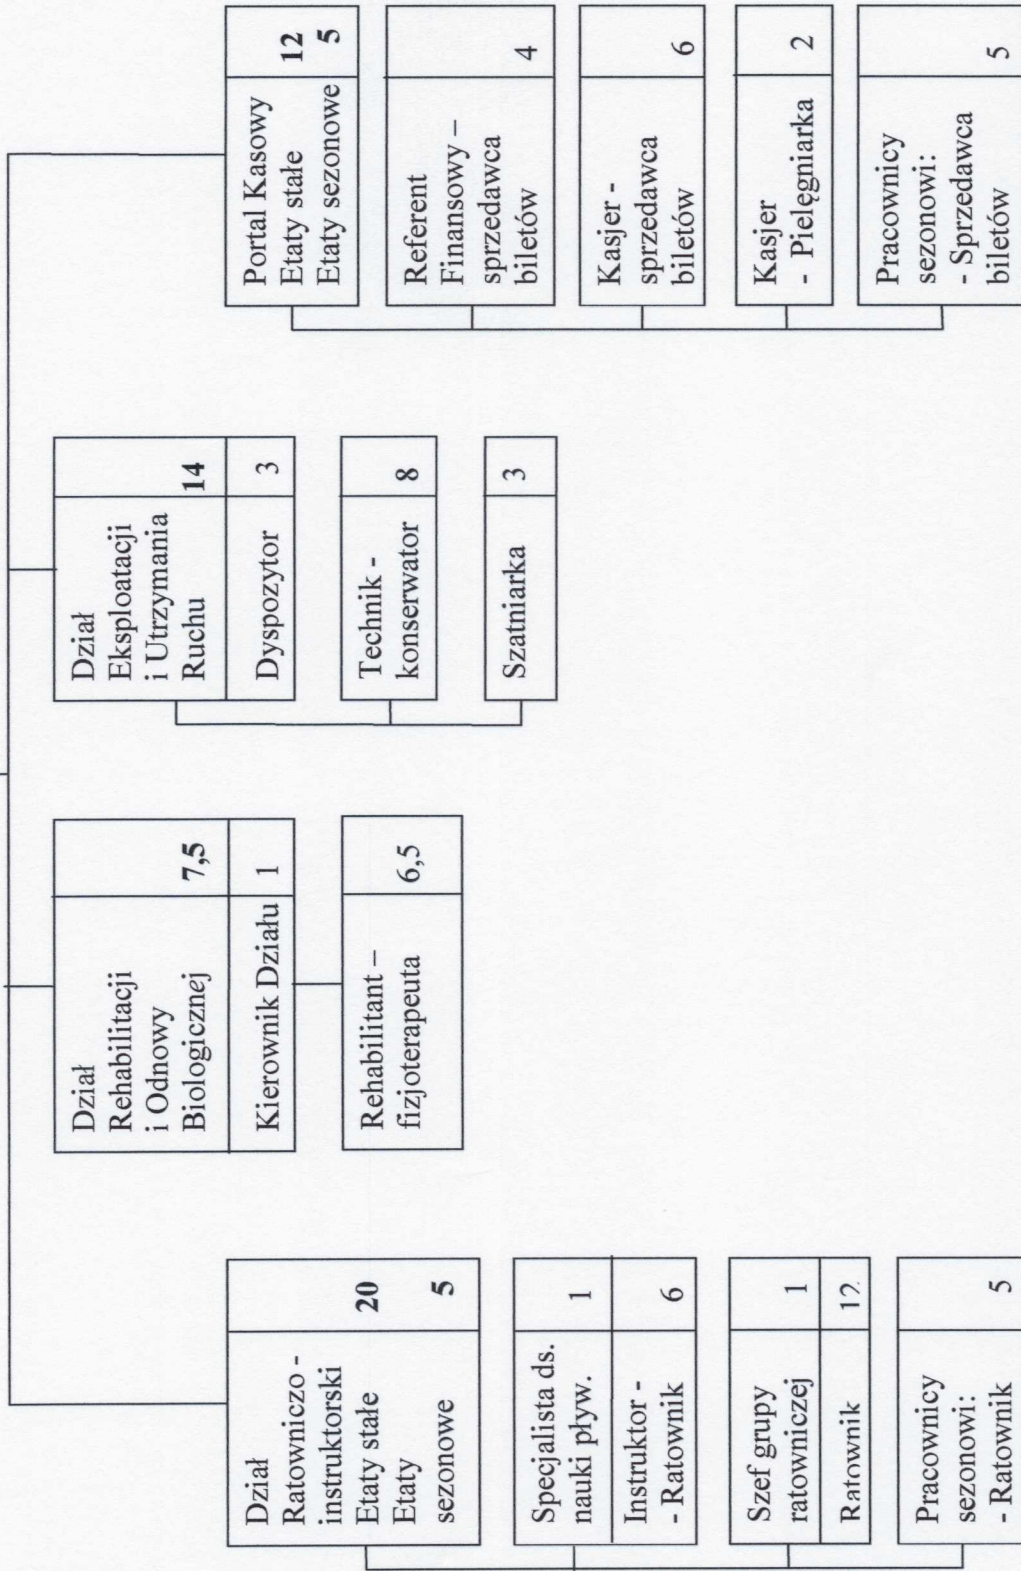 Dział
Ratowniczo -
instruktorski
Etaty stałe 20
Etaty
sezonowe 5
Specjalista ds.
nauki pływ. 1
Instruktor -
- Ratownik 6
Szef grupy
ratowniczej 1
Ratownik 12
Pracownicy
sezonowi:
- Ratownik 5
Dział
Rehabilitacji
i Odnowy
Biologicznej 7,5
Kierownik Działu 1
Rehabilitant –
fizjoterapeuta 6,5
Dział
Eksploatacji
i Utrzymania
Ruchu 14
Dyspozytor 3
Technik -
konserwator 8
Szatniarka 3
Portal Kasowy
Etaty stałe 12
Etaty sezonowe 5
Referent
Finansowy –
sprzedawca
biletów 4
Kasjer -
sprzedawca
biletów 6
Kasjer
- Pielęgniarka 2
Pracownicy
sezonowi:
- Sprzedawca
biletów 5